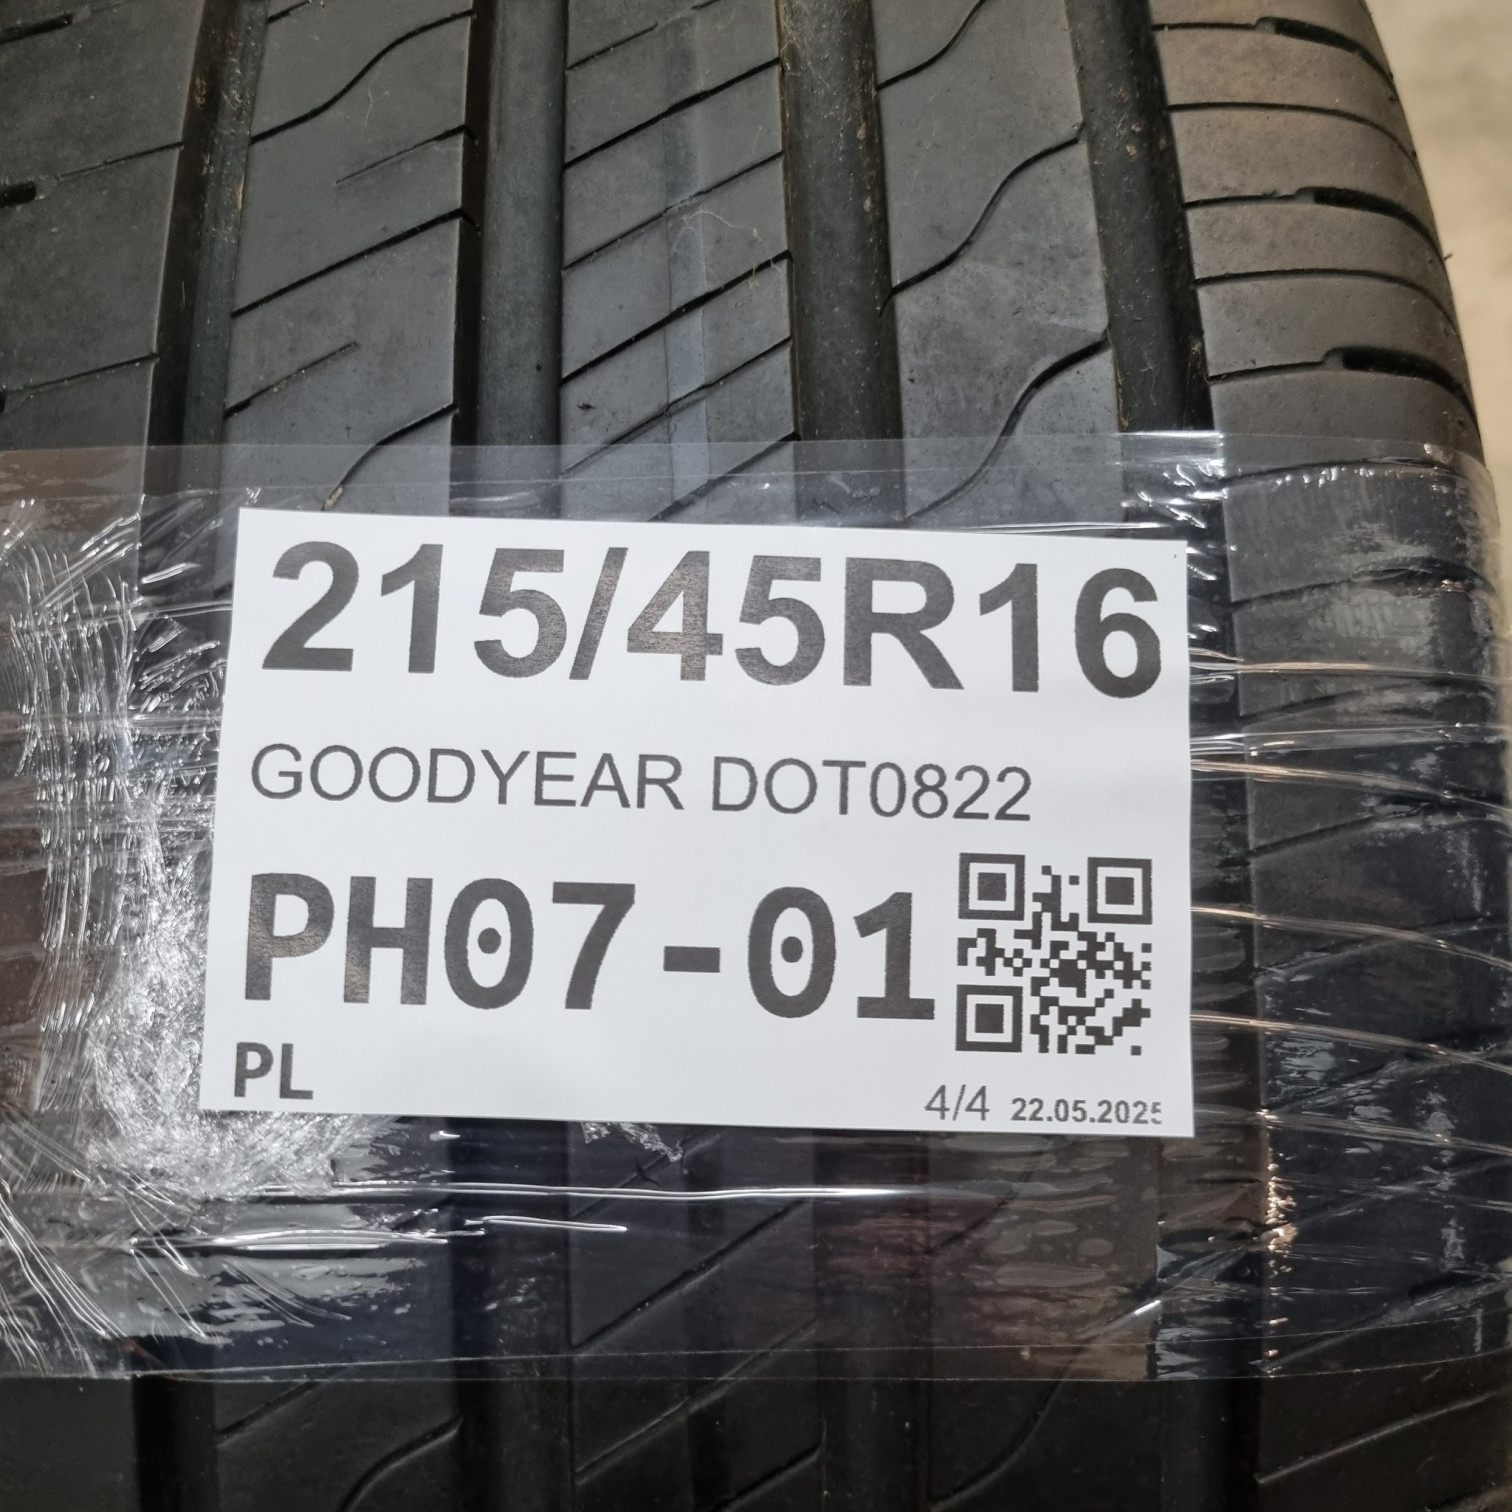 215/45R16
GOODYEAR DOT0822
PH07-01
PL
4/4 22.05.2025